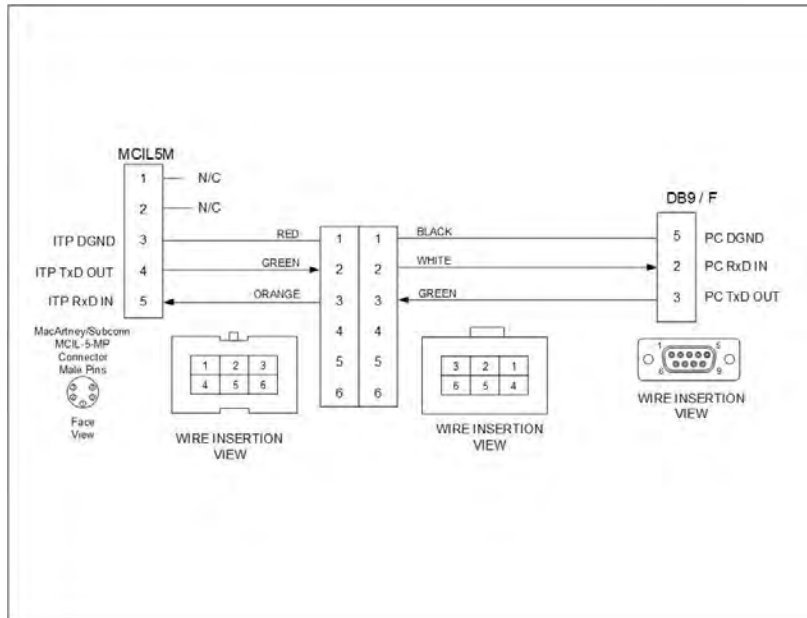 MCIL5M
1 N/C
2 N/C
DB9 / F
ITP DGND 3 RED 1 1 BLACK 5 PC DGND
ITP TxD OUT 4 GREEN 2 2 WHITE 2 PC RxD IN
ITP RxD IN 5 ORANGE 3 3 GREEN 3 PC TxD OUT
4 4
5 5
6 6
MacArtney/Subconn
MCIL-5-MP
Connector
Male Pins
Face
View
1 2 3
4 5 6
WIRE INSERTION
VIEW
3 2 1
6 5 4
WIRE INSERTION
VIEW
1 5
6 9
WIRE INSERTION
VIEW